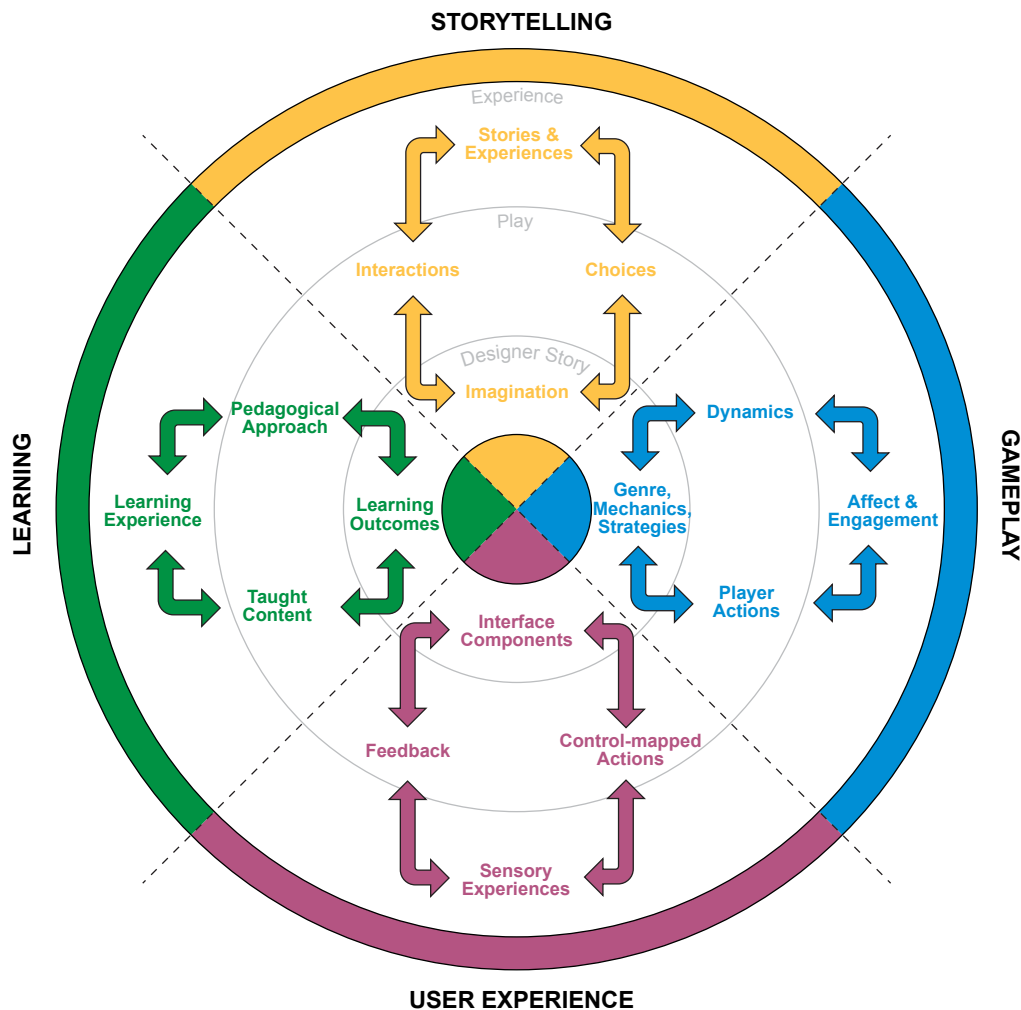 STORYTELLING
Experience
Stories &
Experiences
Play
Interactions
Choices
Designer Story
Imagination
LEARNING
Pedagogical
Approach
Learning
Experience
Learning
Outcomes
Taught
Content
Dynamics
Genre,
Mechanics,
Strategies
Affect &
Engagement
Player
Actions
GAMEPLAY
Interface
Components
Feedback
Control-mapped
Actions
Sensory
Experiences
USER EXPERIENCE